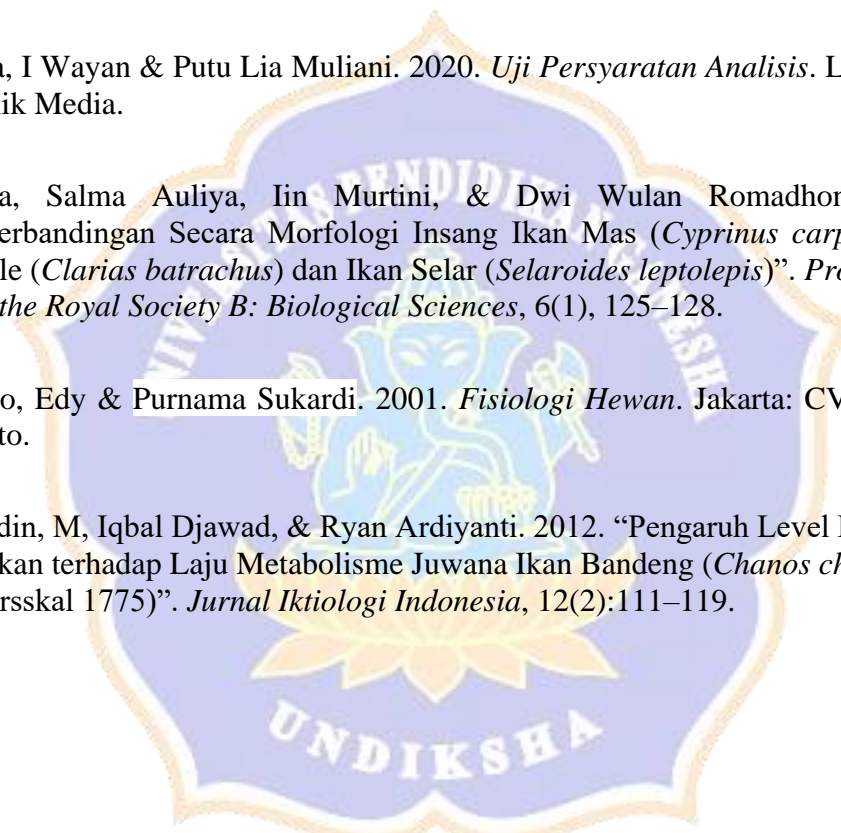 a, I Wayan & Putu Lia Muliani. 2020. Uji Persyaratan Analisis. L
ik Media.
a, Salma Auliya, Iin Murtini, & Dwi Wulan Romadhon
erbandingan Secara Morfologi Insang Ikan Mas (Cyprinus carp
le (Clarias batrachus) dan Ikan Selar (Selaroides leptolepis)”. Pro
the Royal Society B: Biological Sciences, 6(1), 125–128.
o, Edy & Purnama Sukardi. 2001. Fisiologi Hewan. Jakarta: CV
to.
din, M, Iqbal Djawad, & Ryan Ardiyanti. 2012. “Pengaruh Level
kan terhadap Laju Metabolisme Juwana Ikan Bandeng (Chanos ch
rsskal 1775)”. Jurnal Iktiologi Indonesia, 12(2):111–119.
UNIVERSITAS PENDIDIKAN GANESHA
UNDIKSHA